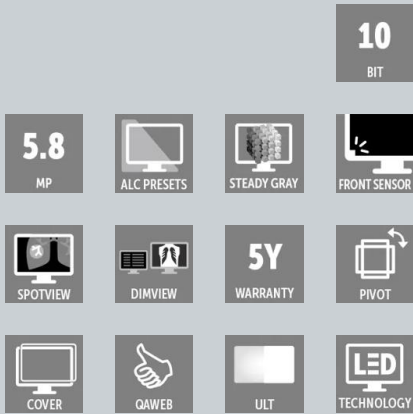 10
BIT
5.8
MP
ALC PRESETS
STEADY GRAY
FRONT SENSOR
SPOTVIEW
DIMVIEW
5Y
WARRANTY
PIVOT
COVER
QAWEB
ULT
LED
TECHNOLOGY